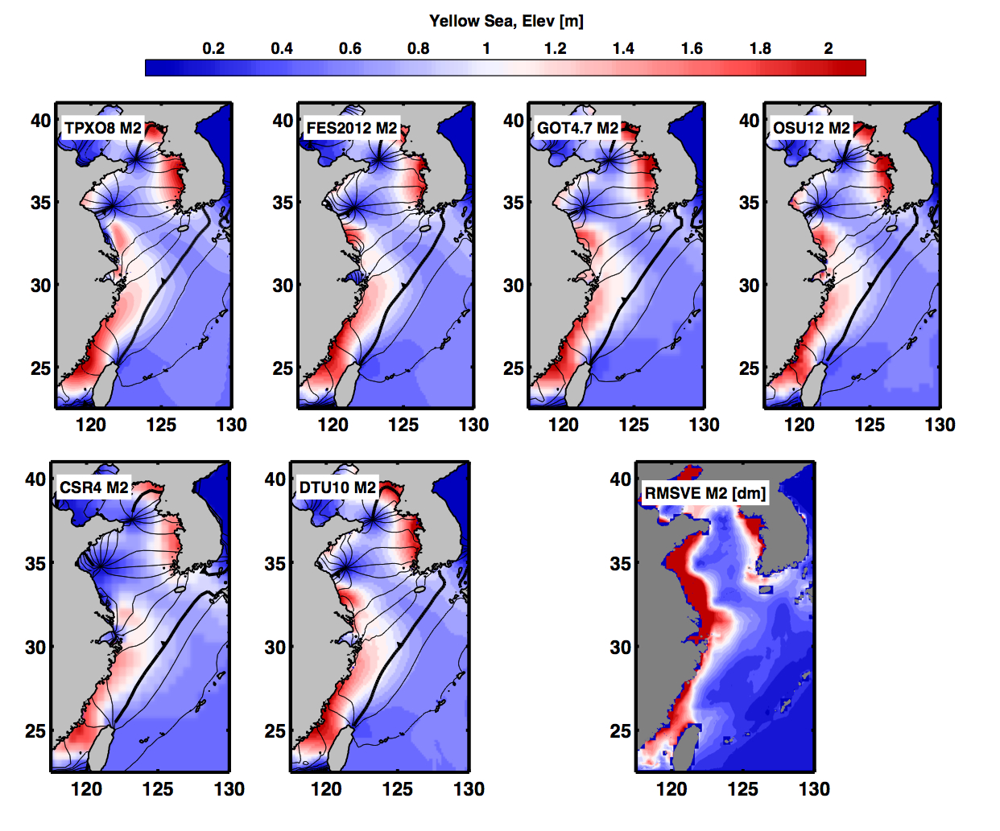 Yellow Sea, Elev [m]
0.2 0.4 0.6 0.8 1 1.2 1.4 1.6 1.8 2
TPXO8 M2
FES2012 M2
GOT4.7 M2
OSU12 M2
40 40 40 40
35 35 35 35
30 30 30 30
25 25 25 25
120 125 130 120 125 130 120 125 130 120 125 130
CSR4 M2
DTU10 M2
RMSVE M2 [dm]
40 40 40
35 35 35
30 30 30
25 25 25
120 125 130 120 125 130 120 125 130